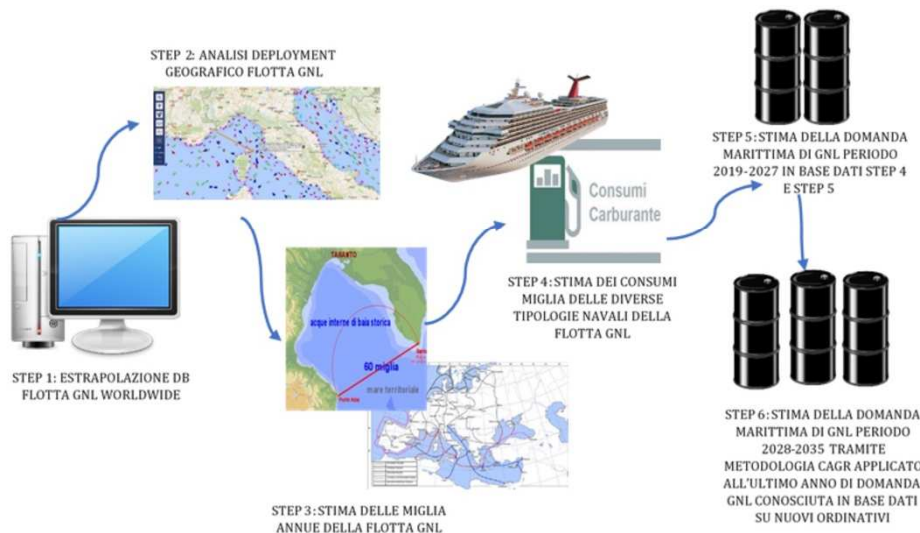 STEP 1: ESTRAPOLAZIONE DB
FLOTTA GNL WORLDWIDE
STEP 2: ANALISI DEPLOYMENT
GEOGRAFICO FLOTTA GNL
TARANTO
acque interne di baia storica
60 miglia
mare territoriale
STEP 3: STIMA DELLE MIGLIA
ANNUE DELLA FLOTTA GNL
Consumi
Carburante
STEP 4: STIMA DEI CONSUMI
MIGLIA DELLE DIVERSE
TIPOLOGIE NAVALI DELLA
FLOTTA GNL
STEP 5: STIMA DELLA DOMANDA
MARITTIMA DI GNL PERIODO
2019-2027 IN BASE DATI STEP 4
E STEP 5
STEP 6: STIMA DELLA DOMANDA
MARITTIMA DI GNL PERIODO
2028-2035 TRAMITE
METODOLOGIA CAGR APPLICATO
ALL'ULTIMO ANNO DI DOMANDA
GNL CONOSCIUTA IN BASE DATI
SU NUOVI ORDINATIVI